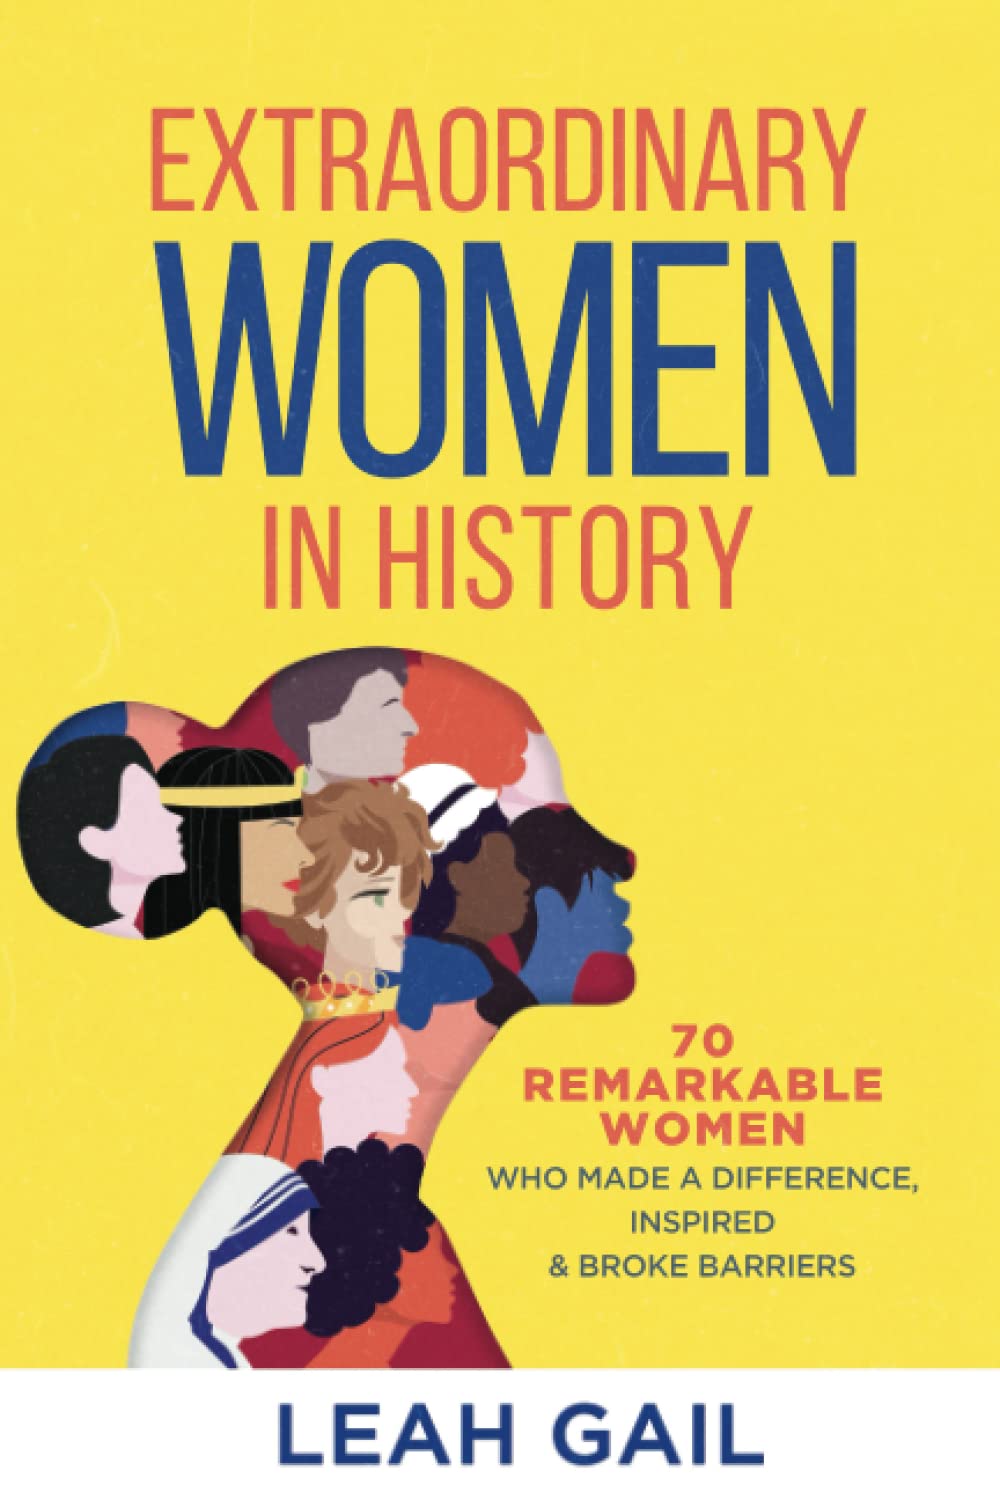 EXTRAORDINARY
WOMEN
IN HISTORY
70
REMARKABLE
WOMEN
WHO MADE A DIFFERENCE,
INSPIRED
& BROKE BARRIERS
LEAH GAIL